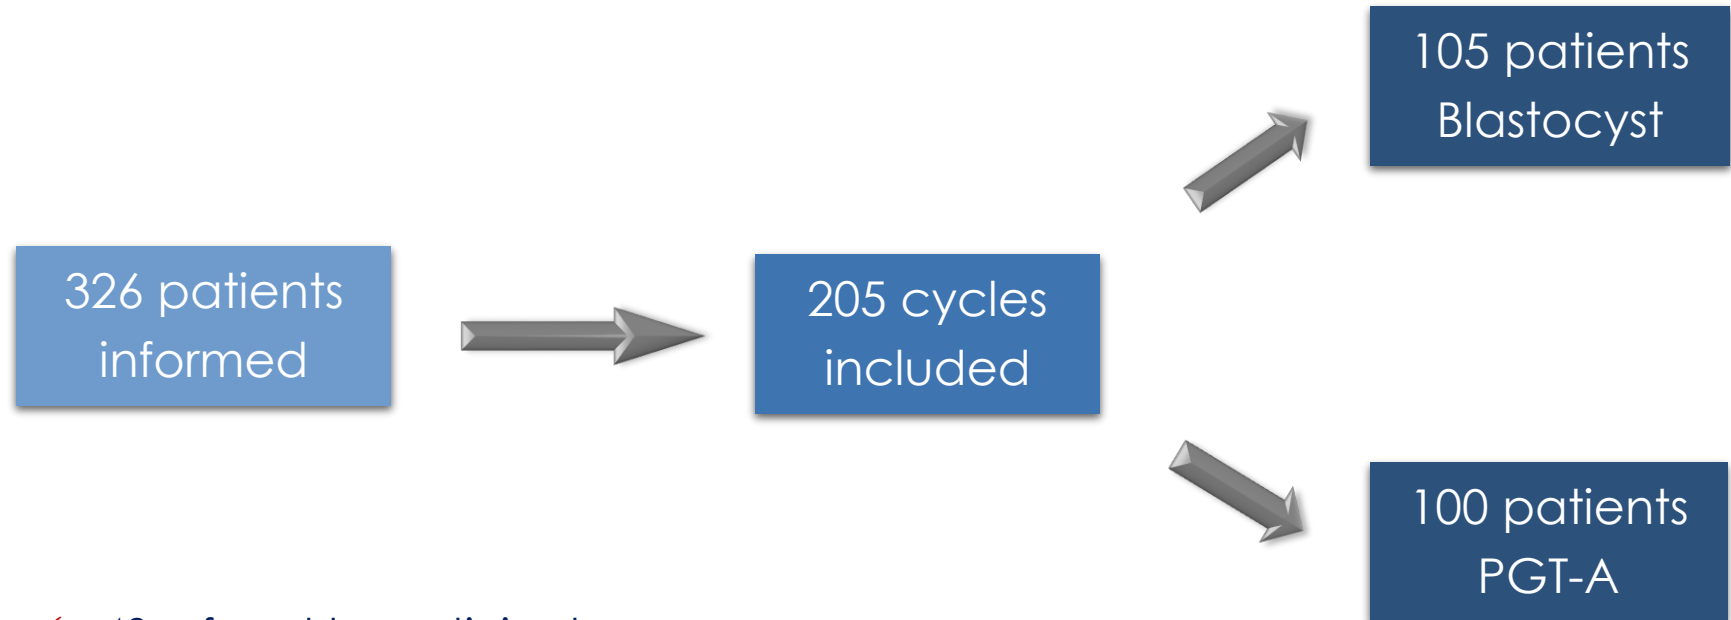 105 patients
Blastocyst
326 patients
informed
205 cycles
included
100 patients
PGT-A